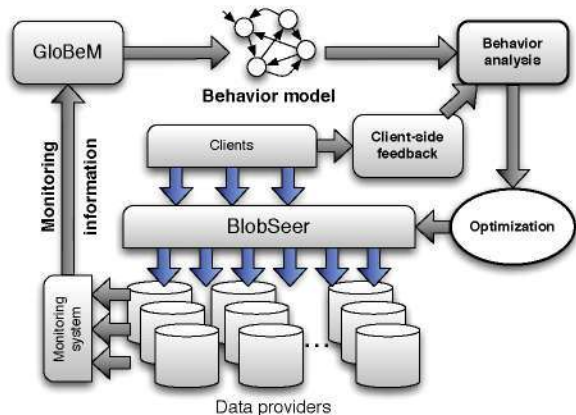 GloBeM
Behavior
analysis
Behavior model
Clients
Client-side
feedback
Monitoring
information
BlobSeer
Optimization
Monitoring
system
...
Data providers